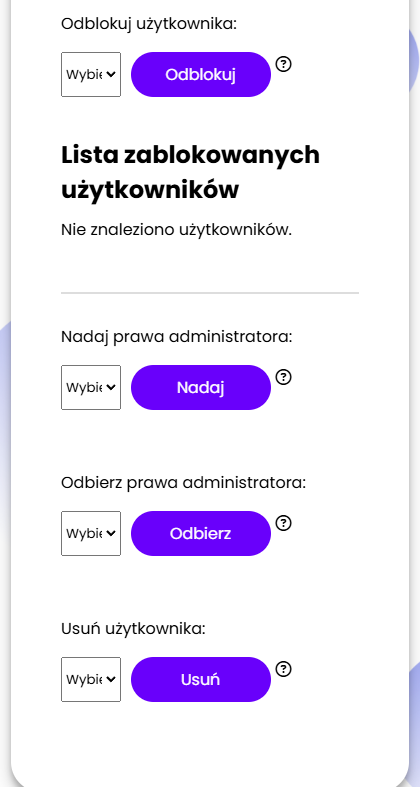 Odblokuj użytkownika:
Wybie Odblokuj ?
Lista zablokowanych
użytkowników
Nie znaleziono użytkowników.
Nadaj prawa administratora:
Wybie Nadaj ?
Odbierz prawa administratora:
Wybie Odbierz ?
Usuń użytkownika:
Wybie Usuń ?